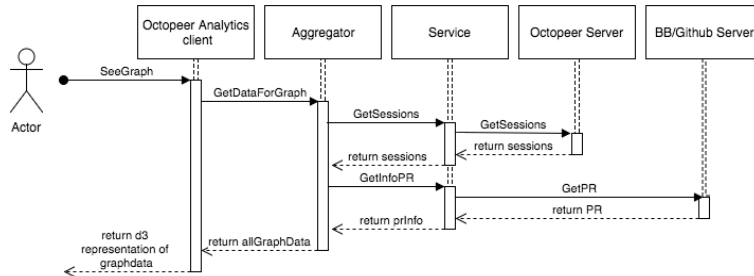 Octopeer Analytics
client
Aggregator
Service
Octopeer Server
BB/Github Server
SeeGraph
GetDataForGraph
GetSessions
GetSessions
return sessions
return sessions
Actor
GetInfoPR
GetPR
return PR
return prInfo
return d3
representation of
graphdata
return allGraphData